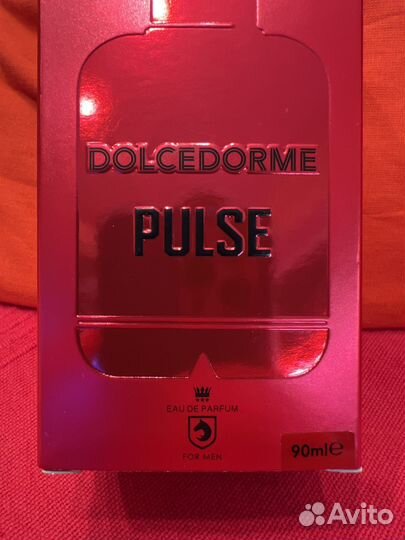 DOLCEDORME
PULSE
EAU DE PARFUM
FOR MEN
90ml℮
Avito